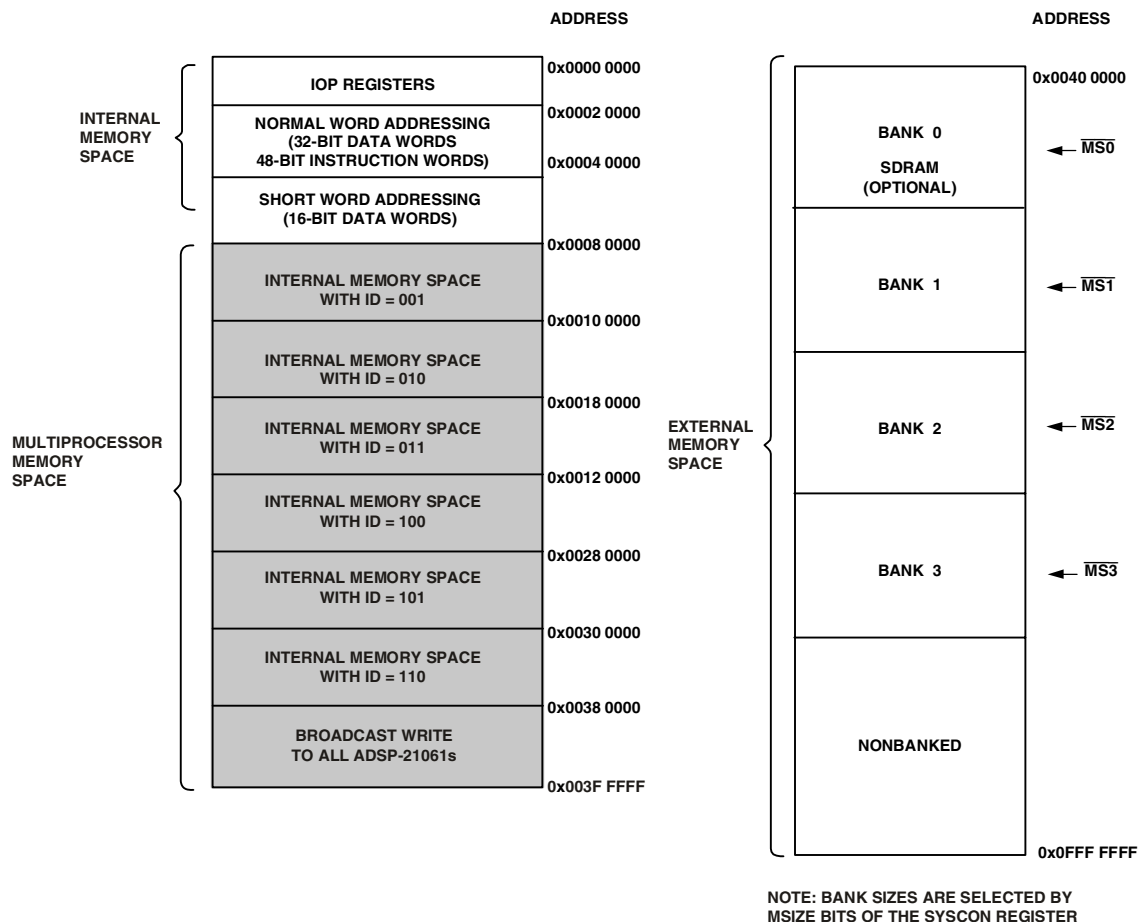 ADDRESS
0x0000 0000
IOP REGISTERS
0x0002 0000
INTERNAL
MEMORY
SPACE
NORMAL WORD ADDRESSING
(32-BIT DATA WORDS
48-BIT INSTRUCTION WORDS)
0x0004 0000
SHORT WORD ADDRESSING
(16-BIT DATA WORDS)
0x0008 0000
INTERNAL MEMORY SPACE
WITH ID = 001
0x0010 0000
INTERNAL MEMORY SPACE
WITH ID = 010
0x0018 0000
MULTIPROCESSOR
MEMORY
SPACE
INTERNAL MEMORY SPACE
WITH ID = 011
0x0012 0000
INTERNAL MEMORY SPACE
WITH ID = 100
0x0028 0000
INTERNAL MEMORY SPACE
WITH ID = 101
0x0030 0000
INTERNAL MEMORY SPACE
WITH ID = 110
0x0038 0000
BROADCAST WRITE
TO ALL ADSP-21061s
0x003F FFFF
ADDRESS
0x0040 0000
BANK 0
MS0
SDRAM
(OPTIONAL)
BANK 1
MS1
EXTERNAL
MEMORY
SPACE
BANK 2
MS2
BANK 3
MS3
NONBANKED
0x0FFF FFFF
NOTE: BANK SIZES ARE SELECTED BY
MSIZE BITS OF THE SYSCON REGISTER